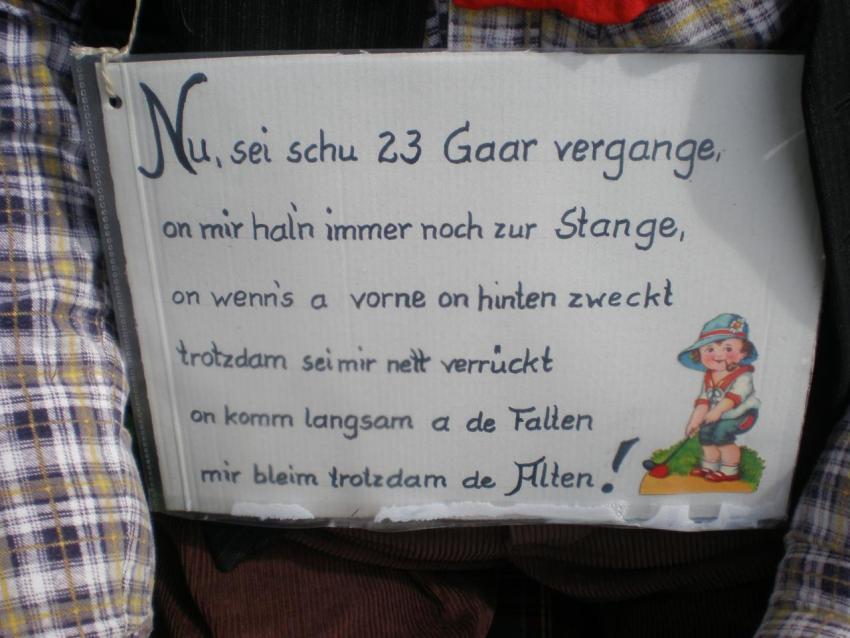 Nu, sei schu 23 Gaar vergange,
on mir hal'n immer noch zur Stange,
on wenn's a vorne on hinten zweckt
trotzdam sei mir nett verrückt
on komm langsam a de Falten
mir bleim trotzdam de Alten!